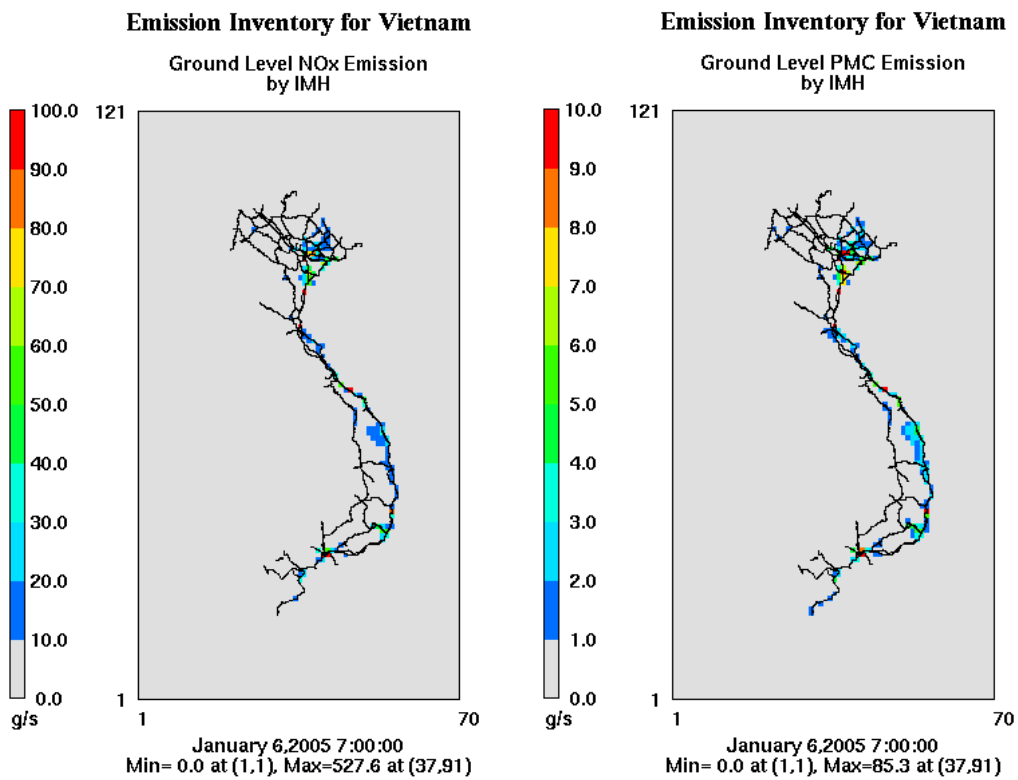 Emission Inventory for Vietnam
Ground Level NOx Emission
by IMH
100.0
90.0
80.0
70.0
60.0
50.0
40.0
30.0
20.0
10.0
0.0
g/s
121
1
1
70
January 6,2005 7:00:00
Min= 0.0 at (1,1), Max=527.6 at (37,91)
Emission Inventory for Vietnam
Ground Level PMC Emission
by IMH
10.0
9.0
8.0
7.0
6.0
5.0
4.0
3.0
2.0
1.0
0.0
g/s
121
1
1
70
January 6,2005 7:00:00
Min= 0.0 at (1,1), Max=85.3 at (37,91)